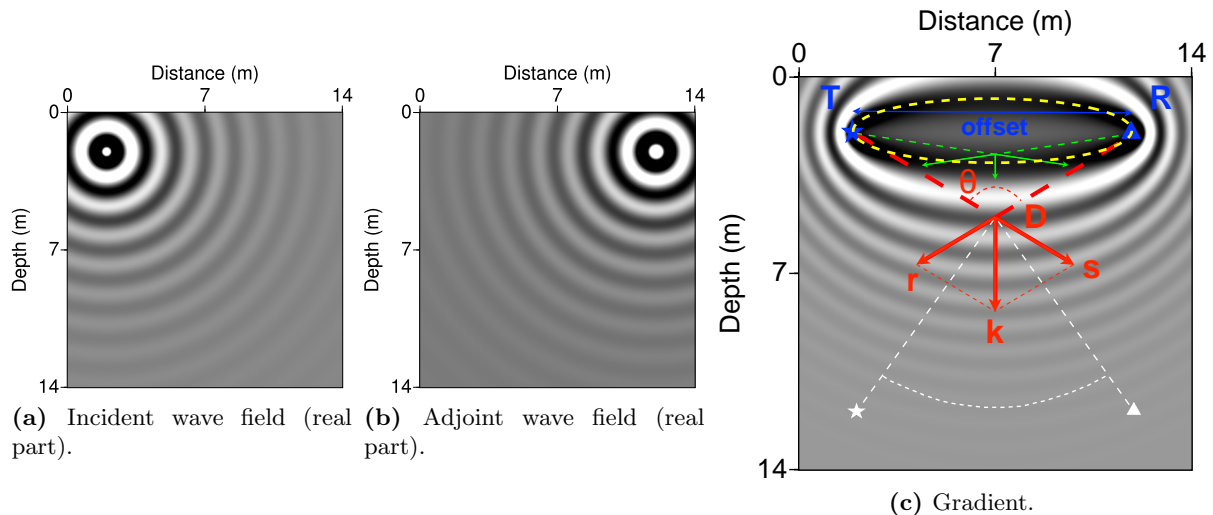 Distance (m)
0 7 14
0
7
14
Depth (m)
(a) Incident wave field (real
part).
Distance (m)
0 7 14
0
7
14
Depth (m)
(b) Adjoint wave field (real
part).
Distance (m)
0 7 14
0
7
14
Depth (m)
T R
offset
θ
D
r s
k
(c) Gradient.